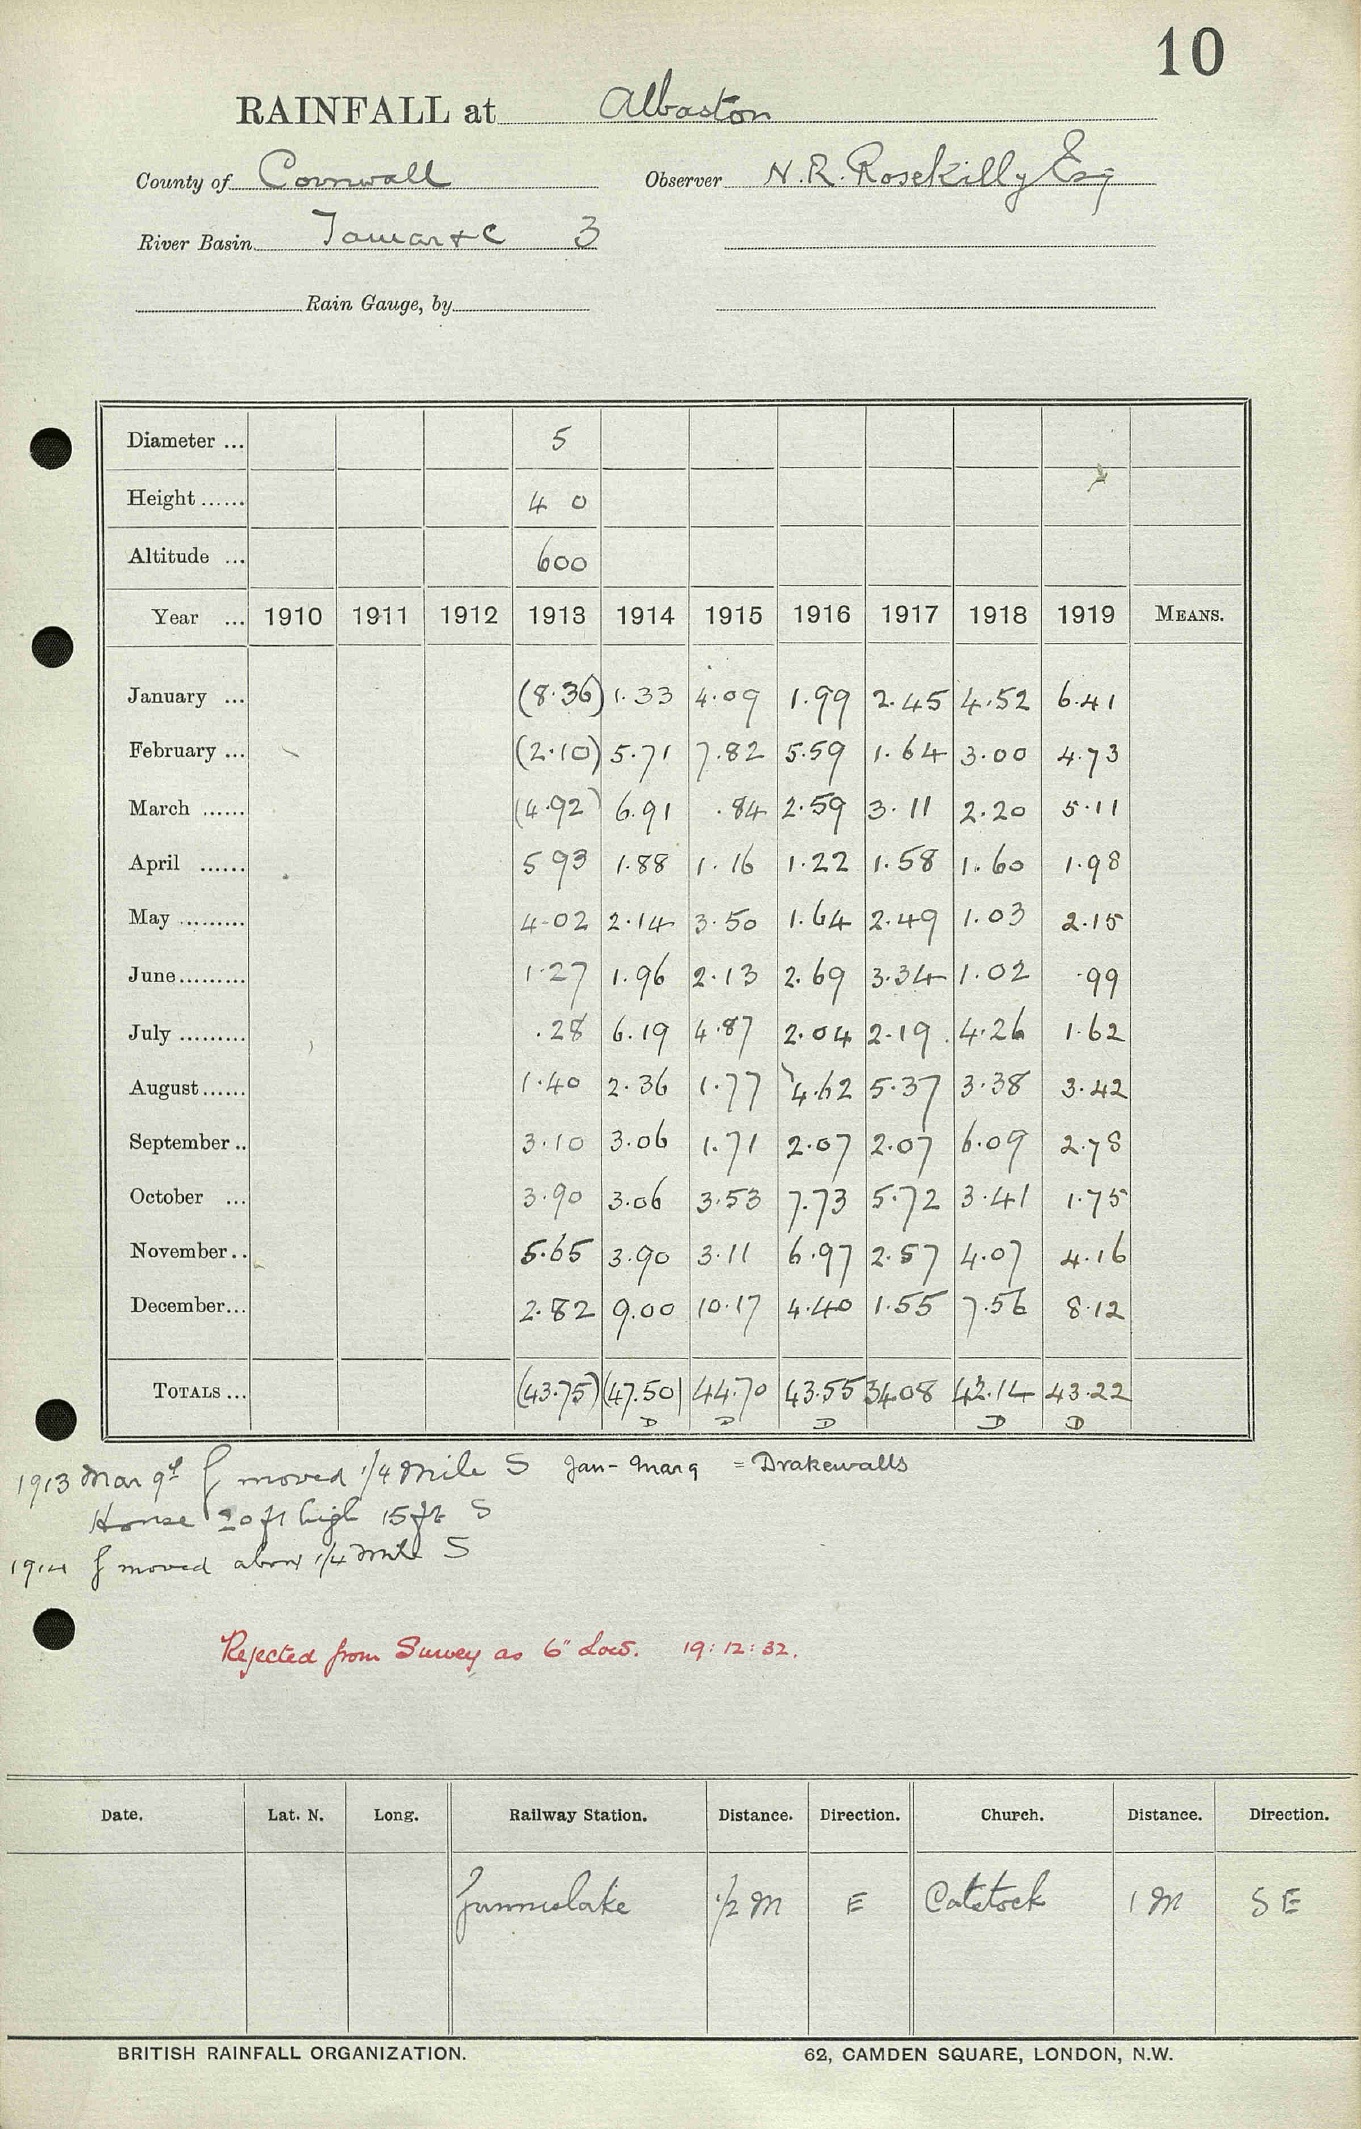 10
RAINFALL at Albaston
County of Cornwall Observer N. R. Rosekilly Esq
River Basin Tamar &c 3
Rain Gauge, by
Diameter ... 5
Height ...... 4 0
Altitude ... 600
Year ... 1910 1911 1912 1913 1914 1915 1916 1917 1918 1919 MEANS.
January ... (8.36) 1.33 4.09 1.99 2.45 4.52 6.41
February ... (2.10) 5.71 7.82 5.59 1.64 3.00 4.73
March ...... (4.92) 6.91 .84 2.59 3.11 2.20 5.11
April ...... 5 93 1.88 1.16 1.22 1.58 1.60 1.98
May ......... 4.02 2.14 3.50 1.64 2.49 1.03 2.15
June ......... 1.27 1.96 2.13 2.69 3.34 1.02 .99
July ......... .28 6.19 4.87 2.04 2.19 4.26 1.62
August ...... 1.40 2.36 1.77 4.62 5.37 3.38 3.42
September .. 3.10 3.06 1.71 2.07 2.07 6.09 2.78
October ... 3.90 3.06 3.53 7.73 5.72 3.41 1.75
November .. 5.65 3.90 3.11 6.97 2.57 4.07 4.16
December ... 2.82 9.00 10.17 4.40 1.55 7.56 8.12
TOTALS ... (43.75) (47.50) 44.70 43.55 34.08 42.14 43.22
D D D D D
1913 Mar 9th g moved 1/4 Mile S Jan - Mar 9 = Drakewalls
House 20 ft high 15 ft S
1914 g moved about 1/4 Mile S
Rejected from Survey as 6" Low. 19:12:32.
Date. Lat. N. Long. Railway Station. Distance. Direction. Church. Distance. Direction.
Gunnislake 1/2 M E Calstock 1 M S E
BRITISH RAINFALL ORGANIZATION. 62, CAMDEN SQUARE, LONDON, N.W.